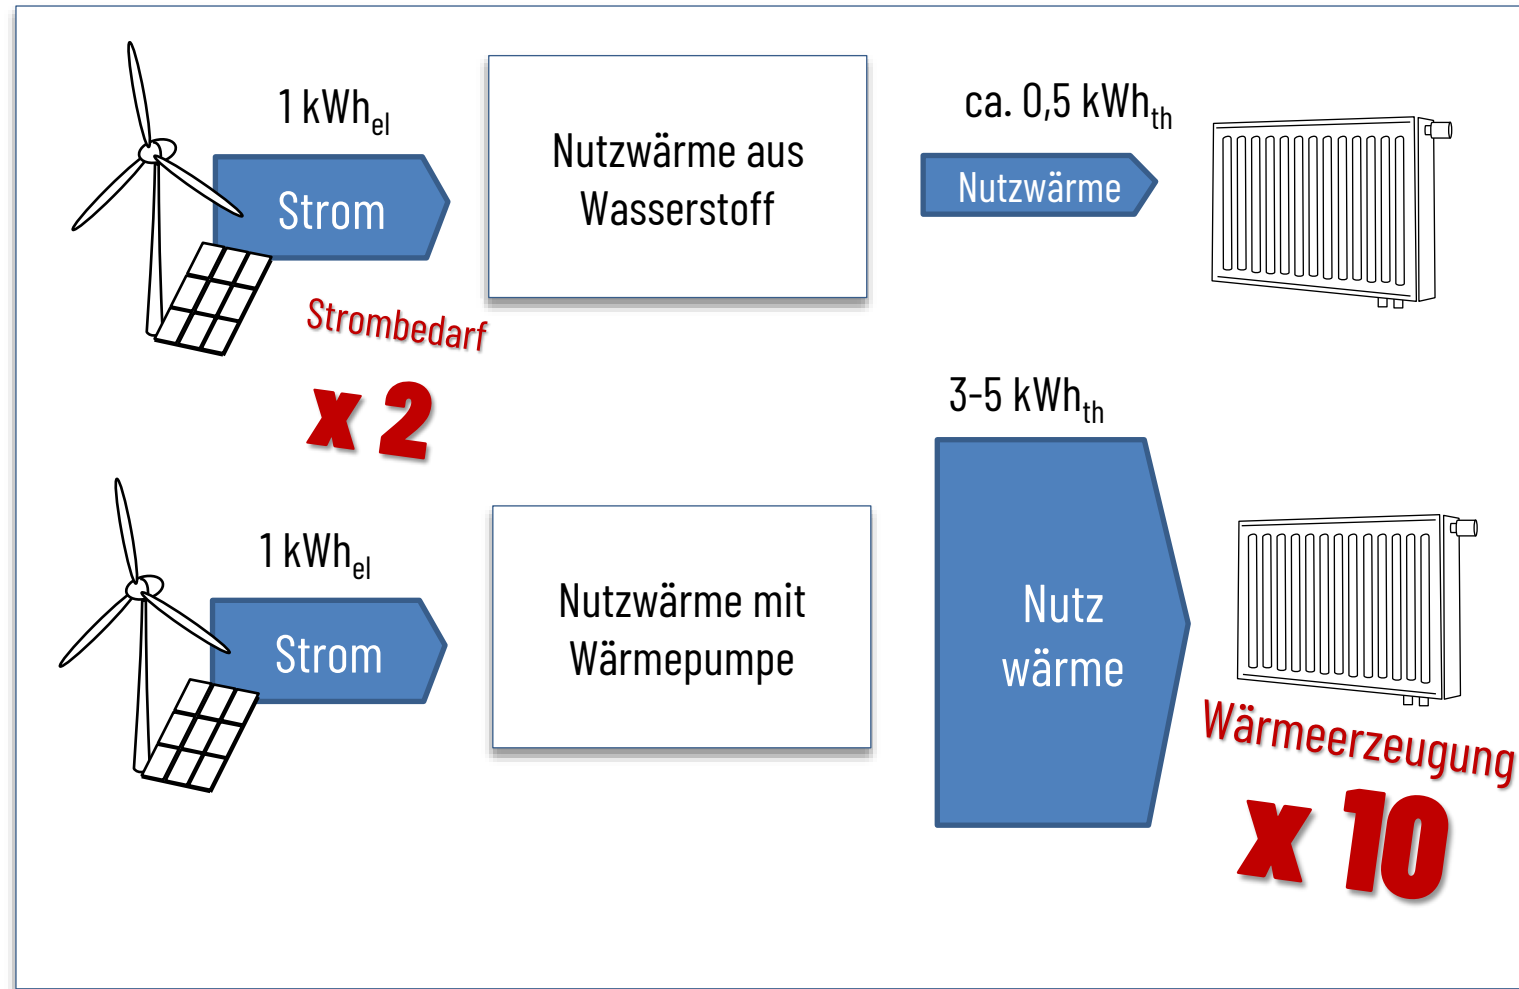 1 kWhel
Strom
Nutzwärme aus
Wasserstoff
ca. 0,5 kWhth
Nutzwärme
Strombedarf
x 2
1 kWhel
Strom
Nutzwärme mit
Wärmepumpe
3-5 kWhth
Nutz
wärme
Wärmeerzeugung
x 10